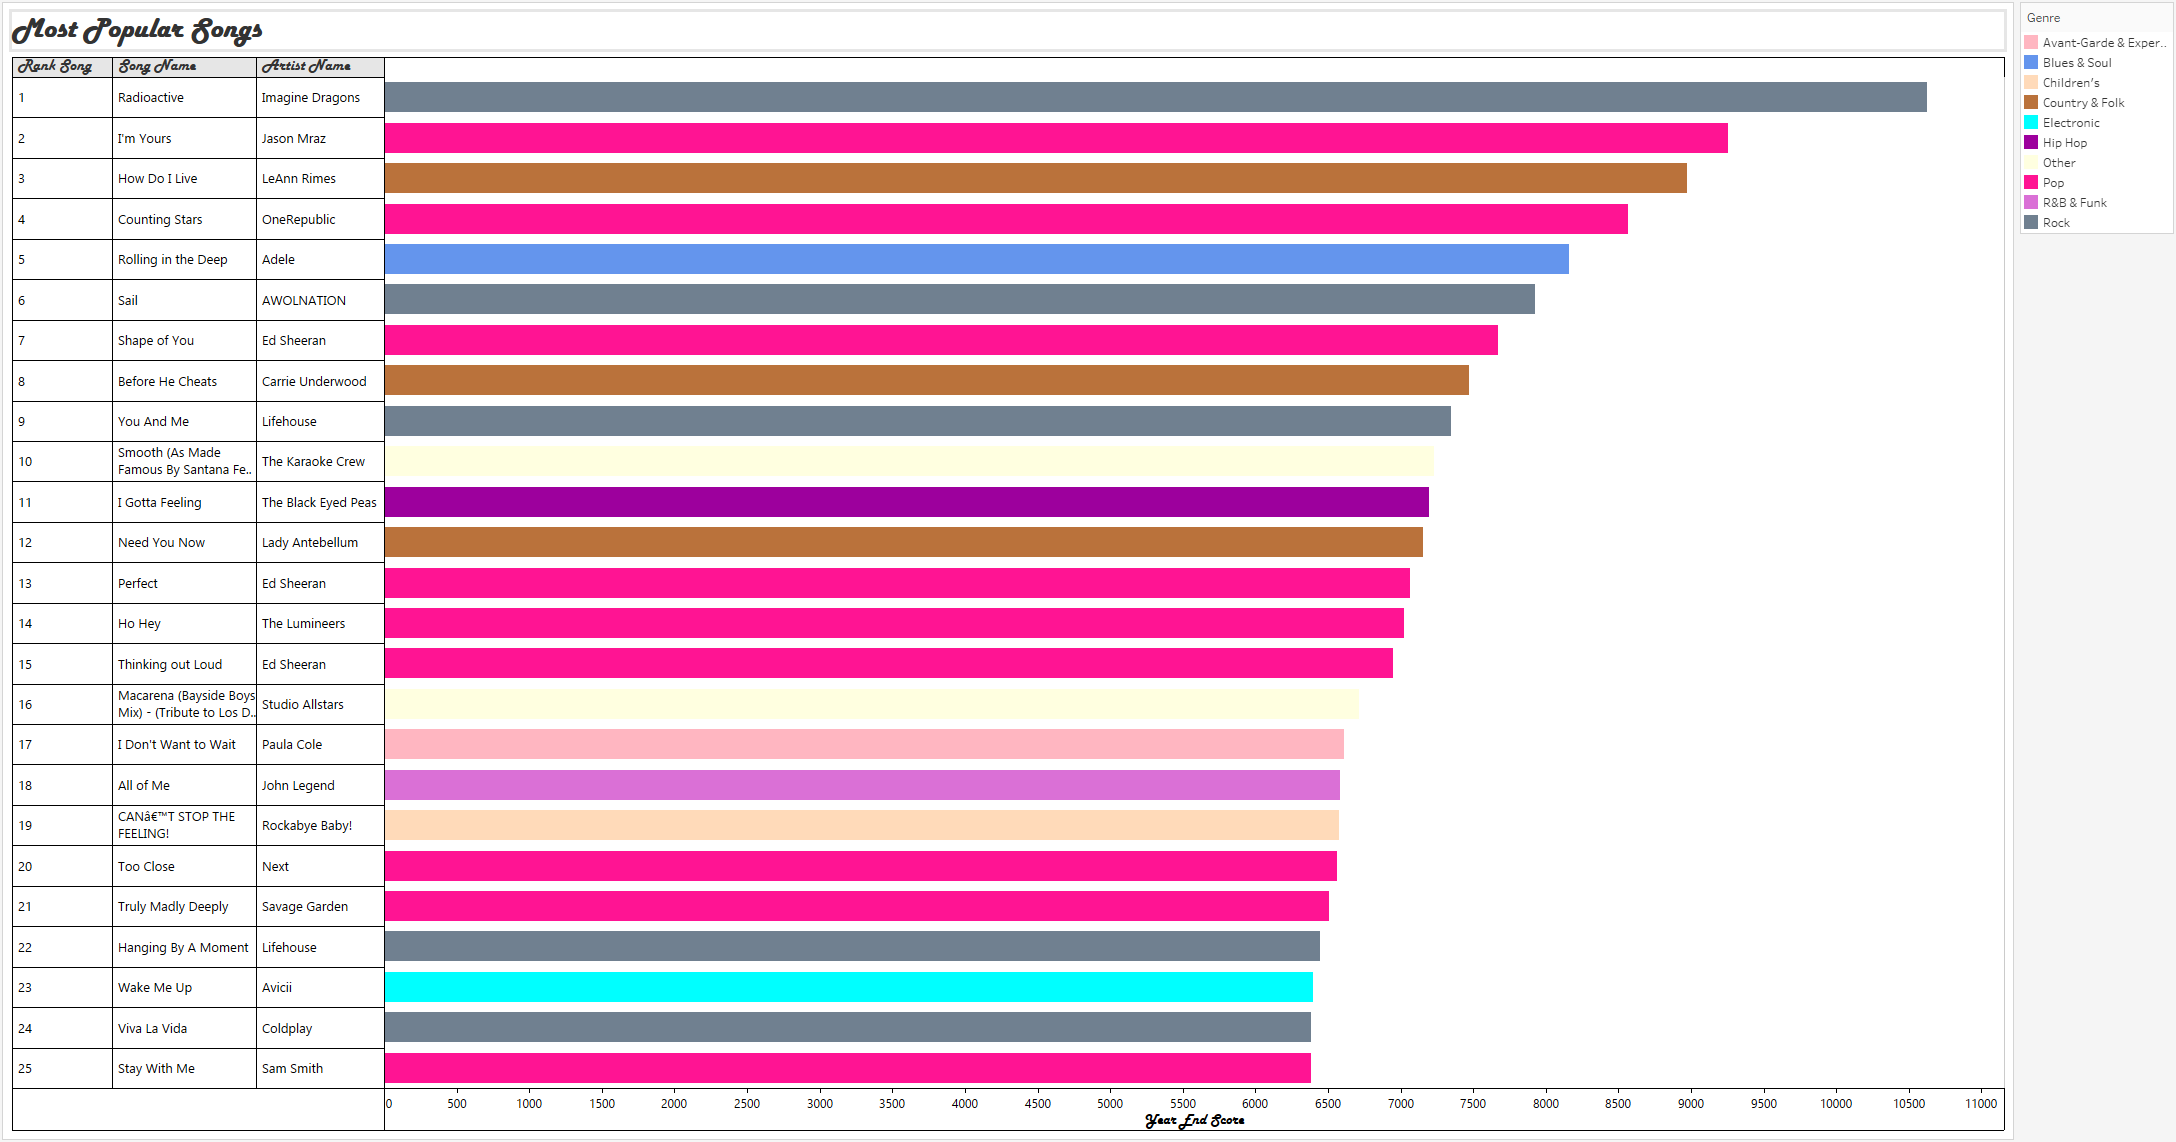 Most Popular Songs
Rank Song Song Name Artist Name
1 Radioactive Imagine Dragons
2 I'm Yours Jason Mraz
3 How Do I Live LeAnn Rimes
4 Counting Stars OneRepublic
5 Rolling in the Deep Adele
6 Sail AWOLNATION
7 Shape of You Ed Sheeran
8 Before He Cheats Carrie Underwood
9 You And Me Lifehouse
10 Smooth (As Made
Famous By Santana Fe.. The Karaoke Crew
11 I Gotta Feeling The Black Eyed Peas
12 Need You Now Lady Antebellum
13 Perfect Ed Sheeran
14 Ho Hey The Lumineers
15 Thinking out Loud Ed Sheeran
16 Macarena (Bayside Boys
Mix) - (Tribute to Los D.. Studio Allstars
17 I Don't Want to Wait Paula Cole
18 All of Me John Legend
19 CANâ€™T STOP THE
FEELING! Rockabye Baby!
20 Too Close Next
21 Truly Madly Deeply Savage Garden
22 Hanging By A Moment Lifehouse
23 Wake Me Up Avicii
24 Viva La Vida Coldplay
25 Stay With Me Sam Smith
0 500 1000 1500 2000 2500 3000 3500 4000 4500 5000 5500 6000 6500 7000 7500 8000 8500 9000 9500 10000 10500 11000
Year End Score
Genre
Avant-Garde & Exper..
Blues & Soul
Children's
Country & Folk
Electronic
Hip Hop
Other
Pop
R&B & Funk
Rock